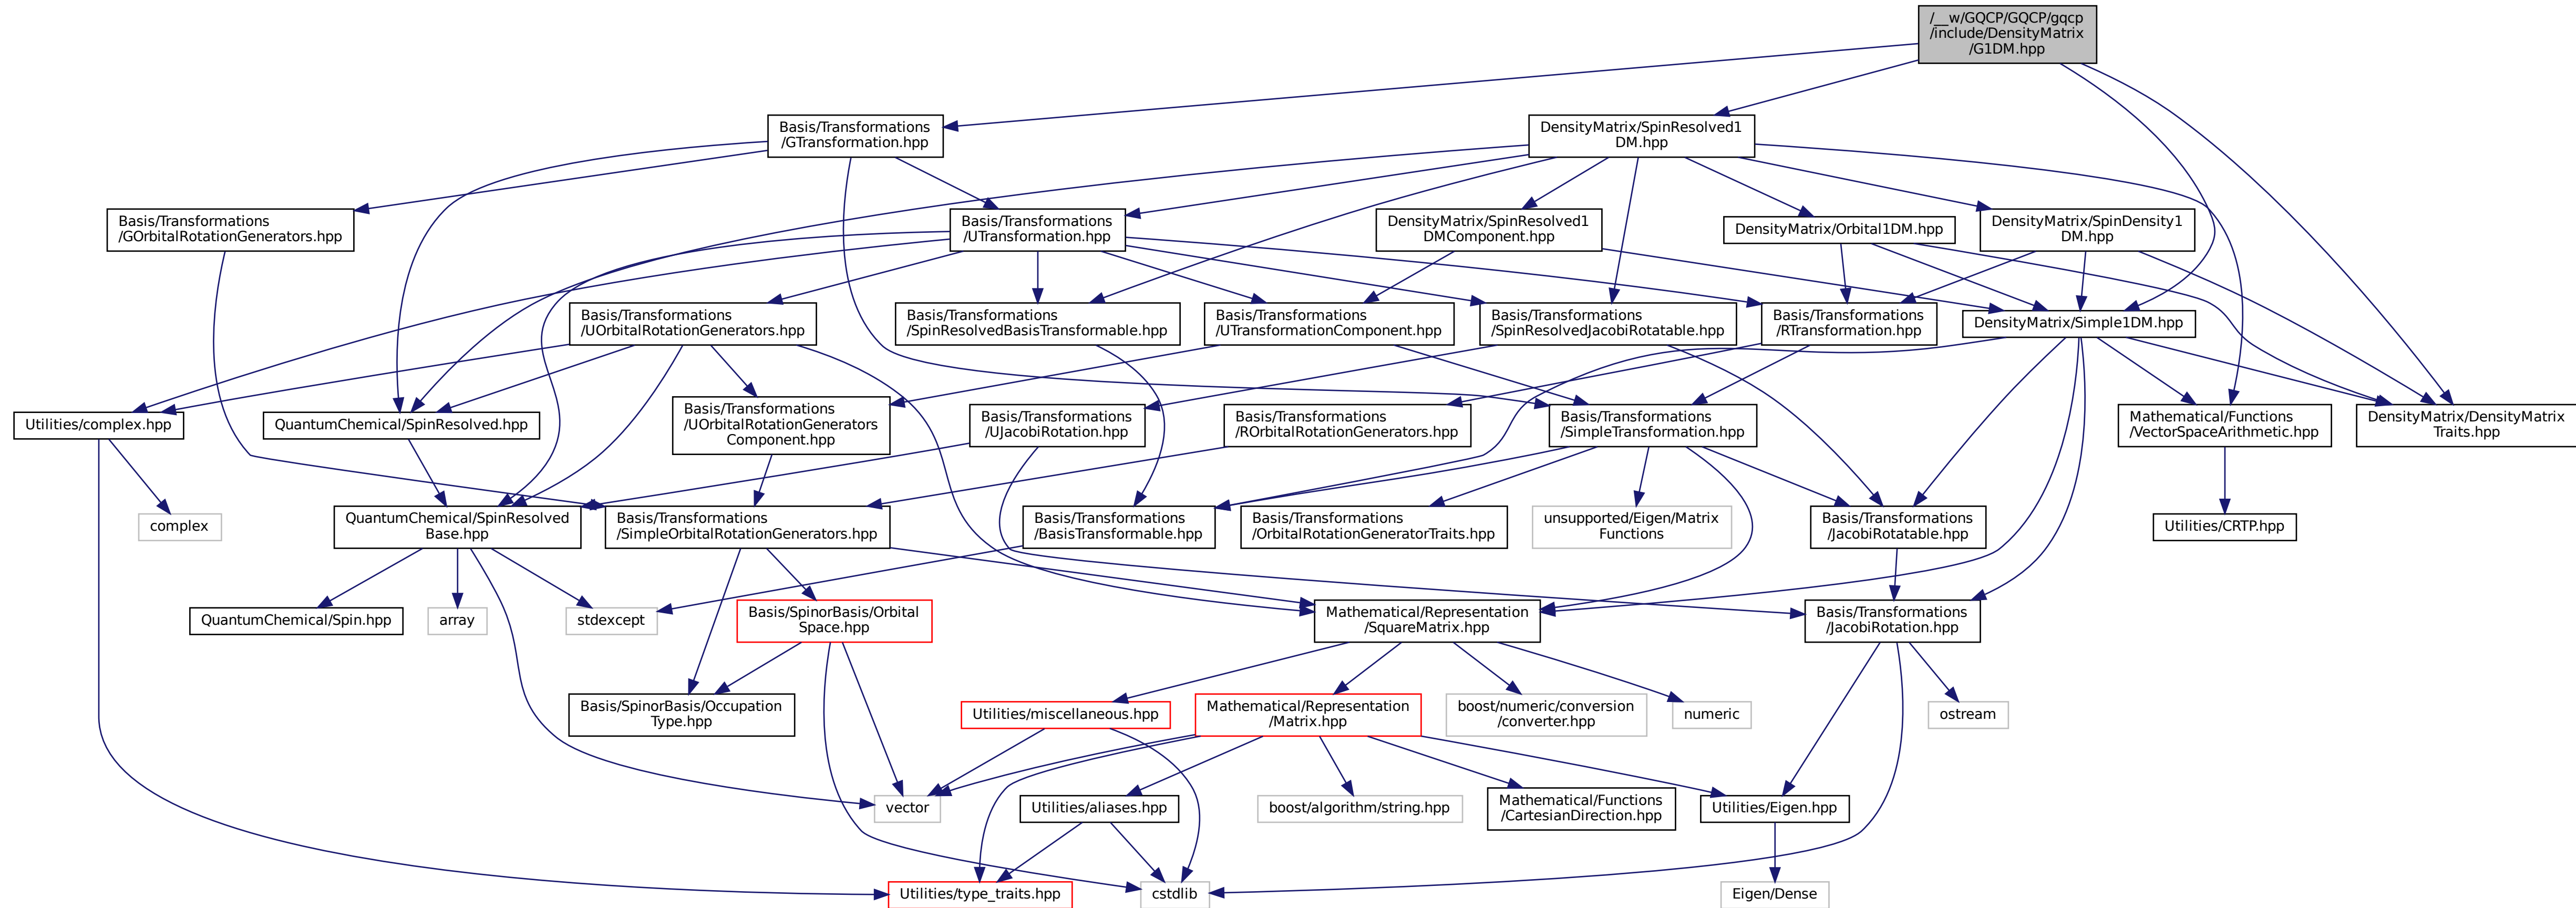 /__w/GQCP/GQCP/gqcp
/include/DensityMatrix
/G1DM.hpp
Basis/Transformations
/GTransformation.hpp
DensityMatrix/SpinResolved1
DM.hpp
Basis/Transformations
/GOrbitalRotationGenerators.hpp
Basis/Transformations
/UTransformation.hpp
DensityMatrix/SpinResolved1
DMComponent.hpp
DensityMatrix/Orbital1DM.hpp
DensityMatrix/SpinDensity1
DM.hpp
Basis/Transformations
/UOrbitalRotationGenerators.hpp
Basis/Transformations
/SpinResolvedBasisTransformable.hpp
Basis/Transformations
/UTransformationComponent.hpp
Basis/Transformations
/SpinResolvedJacobiRotatable.hpp
Basis/Transformations
/RTransformation.hpp
DensityMatrix/Simple1DM.hpp
Utilities/complex.hpp
QuantumChemical/SpinResolved.hpp
Basis/Transformations
/UOrbitalRotationGenerators
Component.hpp
Basis/Transformations
/UJacobiRotation.hpp
Basis/Transformations
/ROrbitalRotationGenerators.hpp
Basis/Transformations
/SimpleTransformation.hpp
Mathematical/Functions
/VectorSpaceArithmetic.hpp
DensityMatrix/DensityMatrix
Traits.hpp
complex
QuantumChemical/SpinResolved
Base.hpp
Basis/Transformations
/SimpleOrbitalRotationGenerators.hpp
Basis/Transformations
/BasisTransformable.hpp
Basis/Transformations
/OrbitalRotationGeneratorTraits.hpp
unsupported/Eigen/Matrix
Functions
Basis/Transformations
/JacobiRotatable.hpp
Utilities/CRTP.hpp
QuantumChemical/Spin.hpp
array
stdexcept
Basis/SpinorBasis/Orbital
Space.hpp
Mathematical/Representation
/SquareMatrix.hpp
Basis/Transformations
/JacobiRotation.hpp
Basis/SpinorBasis/Occupation
Type.hpp
Utilities/miscellaneous.hpp
Mathematical/Representation
/Matrix.hpp
boost/numeric/conversion
/converter.hpp
numeric
ostream
vector
Utilities/aliases.hpp
boost/algorithm/string.hpp
Mathematical/Functions
/CartesianDirection.hpp
Utilities/Eigen.hpp
Utilities/type_traits.hpp
cstdlib
Eigen/Dense